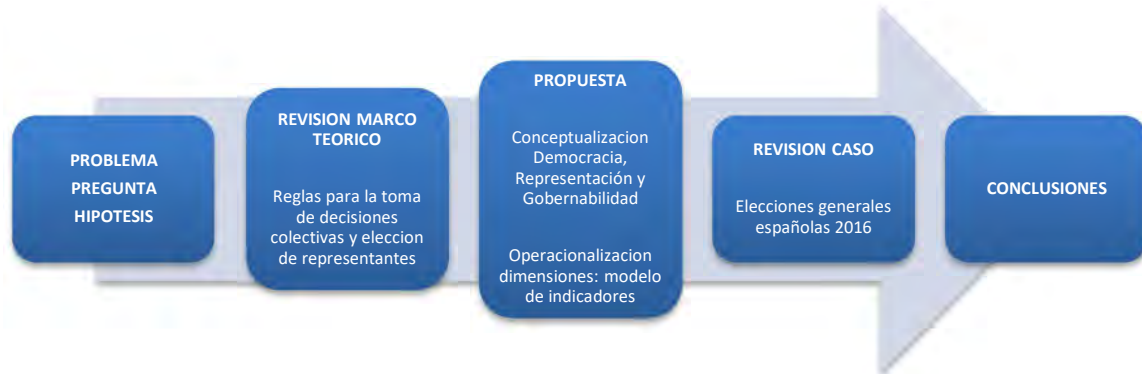 PROBLEMA
PREGUNTA
HIPOTESIS
REVISION MARCO
TEORICO
Reglas para la toma
de decisiones
colectivas y eleccion
de representantes
PROPUESTA
Conceptualizacion
Democracia,
Representación y
Gobernabilidad
Operacionalizacion
dimensiones: modelo
de indicadores
REVISION CASO
Elecciones generales
españolas 2016
CONCLUSIONES